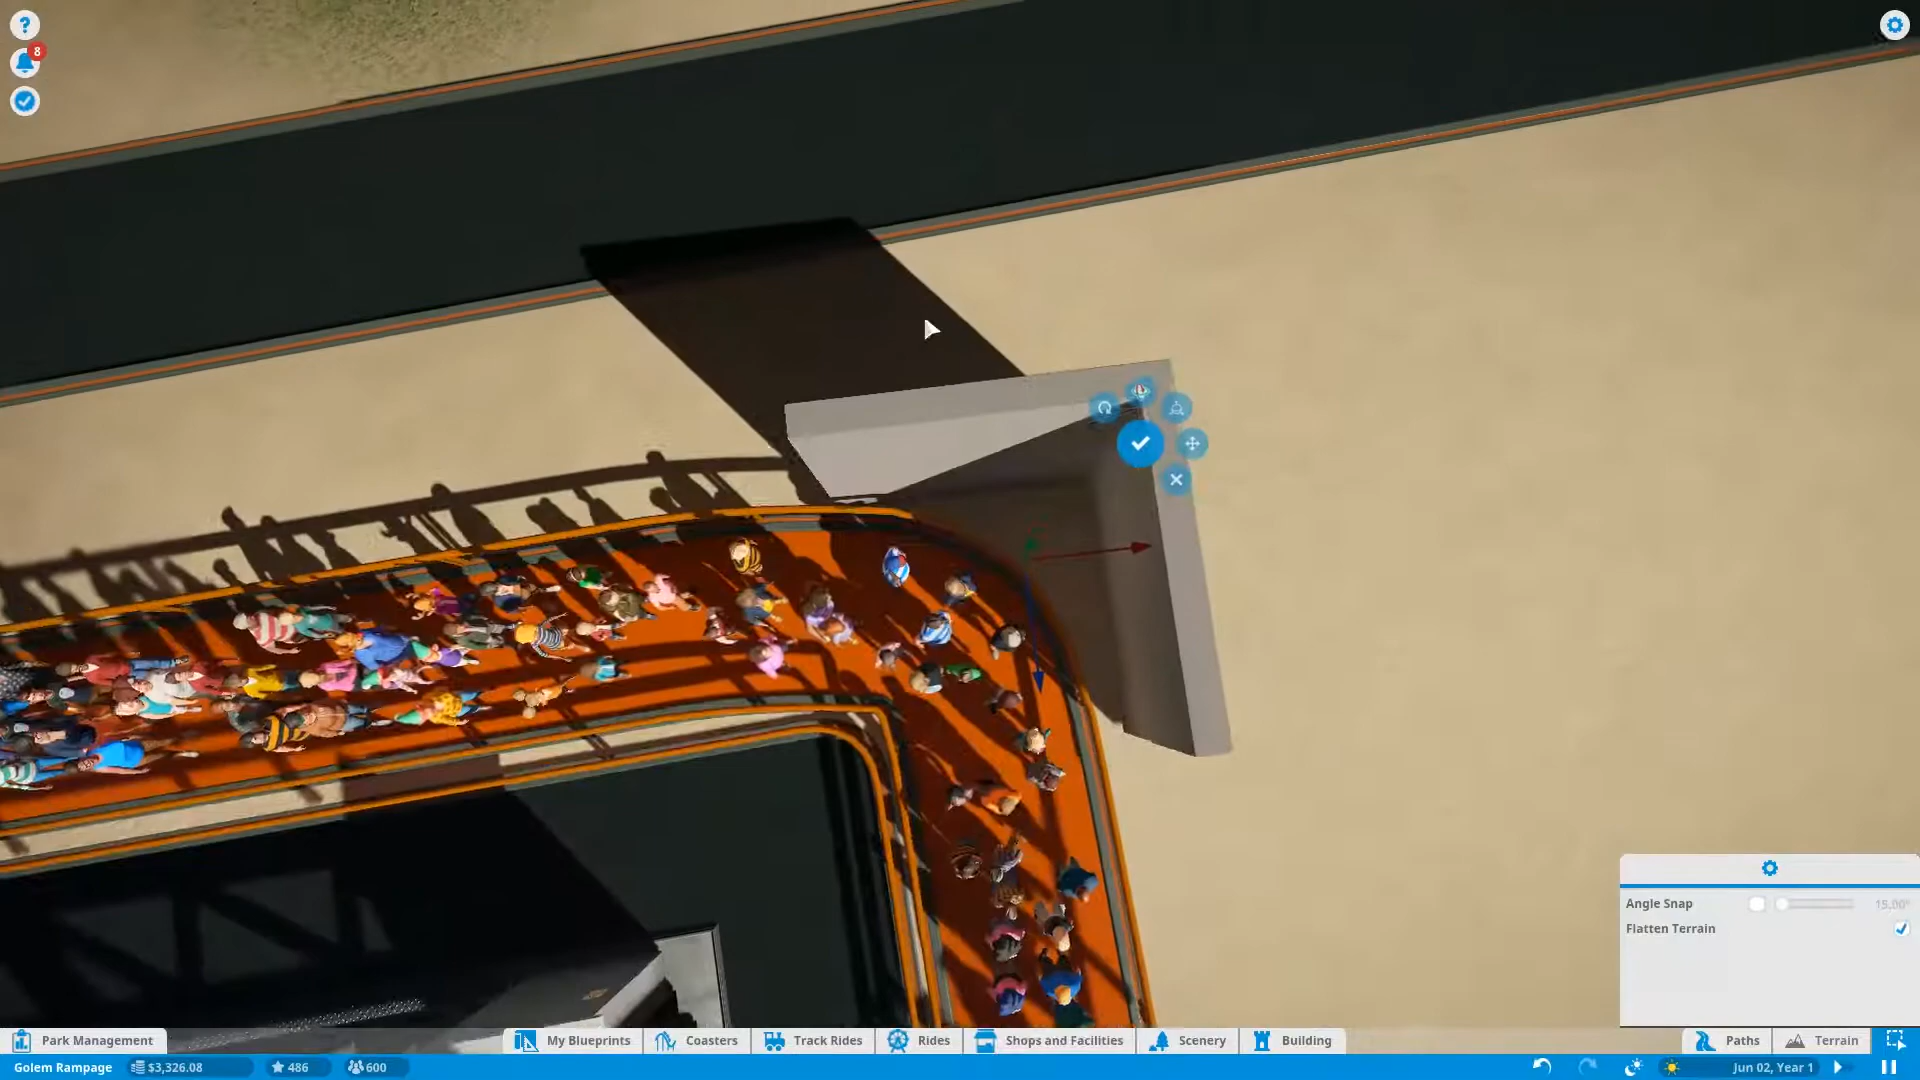 ?
8
Angle Snap 15.00°
Flatten Terrain
Park Management
My Blueprints
Coasters
Track Rides
Rides
Shops and Facilities
Scenery
Building
Paths
Terrain
Golem Rampage
$3,326.08
486
600
Jun 02, Year 1